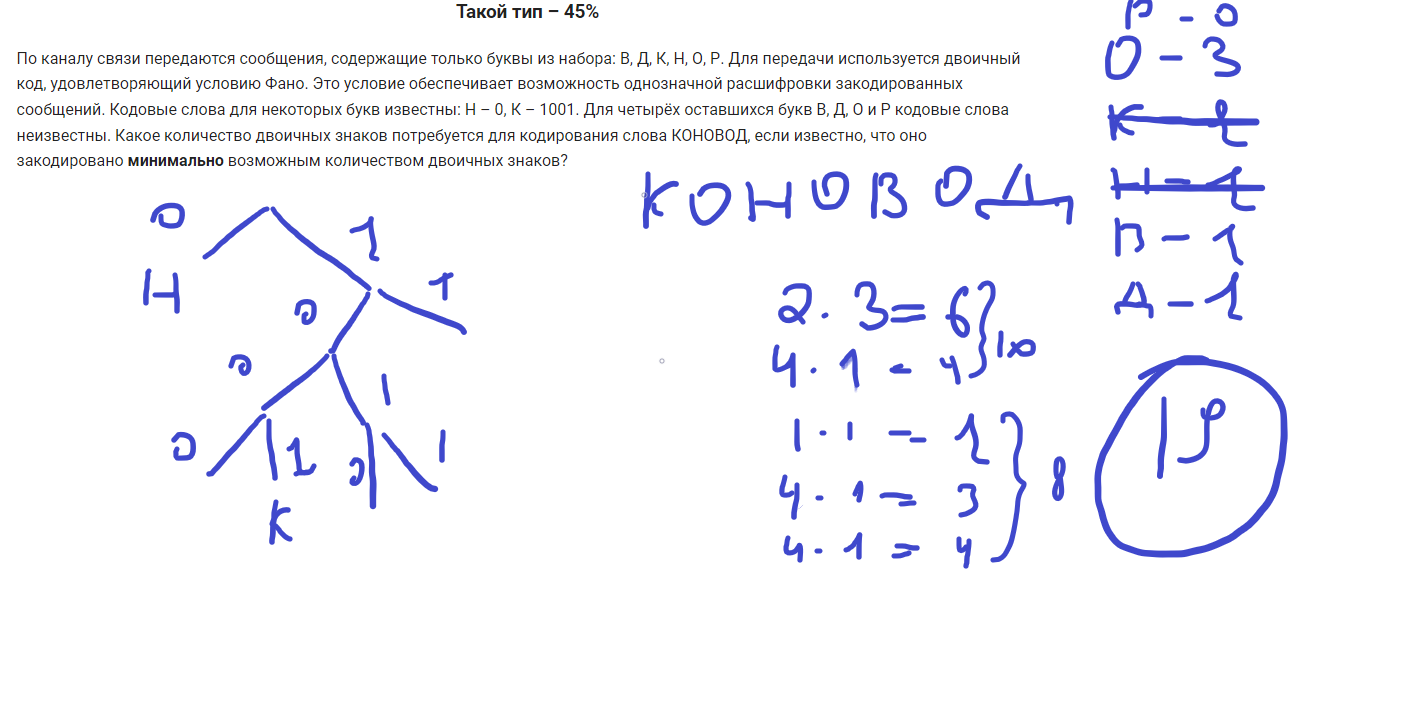 Такой тип – 45%
По каналу связи передаются сообщения, содержащие только буквы из набора: В, Д, К, Н, О, Р. Для передачи используется двоичный
код, удовлетворяющий условию Фано. Это условие обеспечивает возможность однозначной расшифровки закодированных
сообщений. Кодовые слова для некоторых букв известны: Н – 0, К – 1001. Для четырёх оставшихся букв В, Д, О и Р кодовые слова
неизвестны. Какое количество двоичных знаков потребуется для кодирования слова КОНОВОД, если известно, что оно
закодировано минимально возможным количеством двоичных знаков?
Р - 0
О - 3
К - 1
Н - 1
В - 1
Д - 1
КОНОВОД
0 1
Н
0 1
0 1
0 1 0 1
К
2 · 3 = 6
4 · 1 = 4
10
1 · 1 = 1
4 · 1 = 3
4 · 1 = 4
8
19